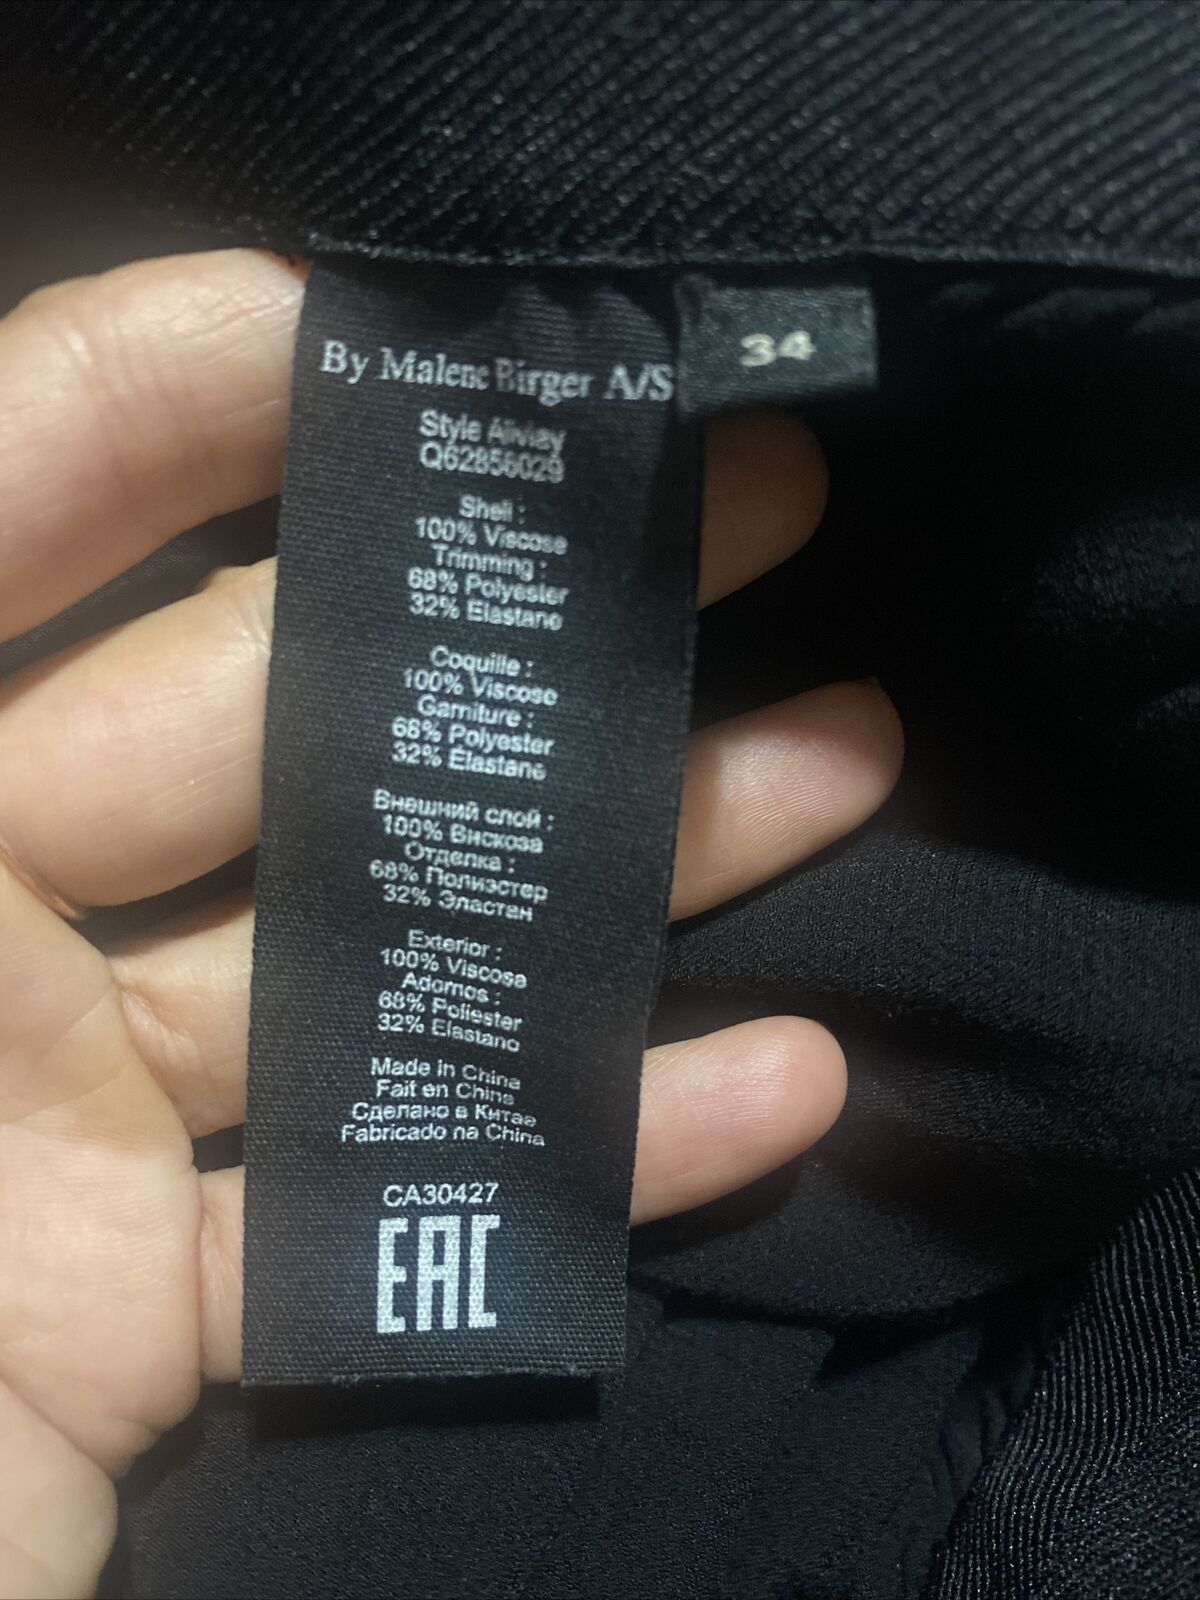 By Malene Birger A/S
34
Style
Shell :
100% Viscose
Trimming :
68% Polyester
32% Elastane
Coquille :
100% Viscose
Garniture :
68% Polyester
32% Elastane
Внешний слой :
100% Вискоза
Отделка :
68% Полиэстер
32% Эластан
Exterior :
100% Viscosa
Adornos :
68% Poliester
32% Elastano
Made in China
Fait en Chine
Сделано в Китае
Fabricado na China
CA30427
EAC